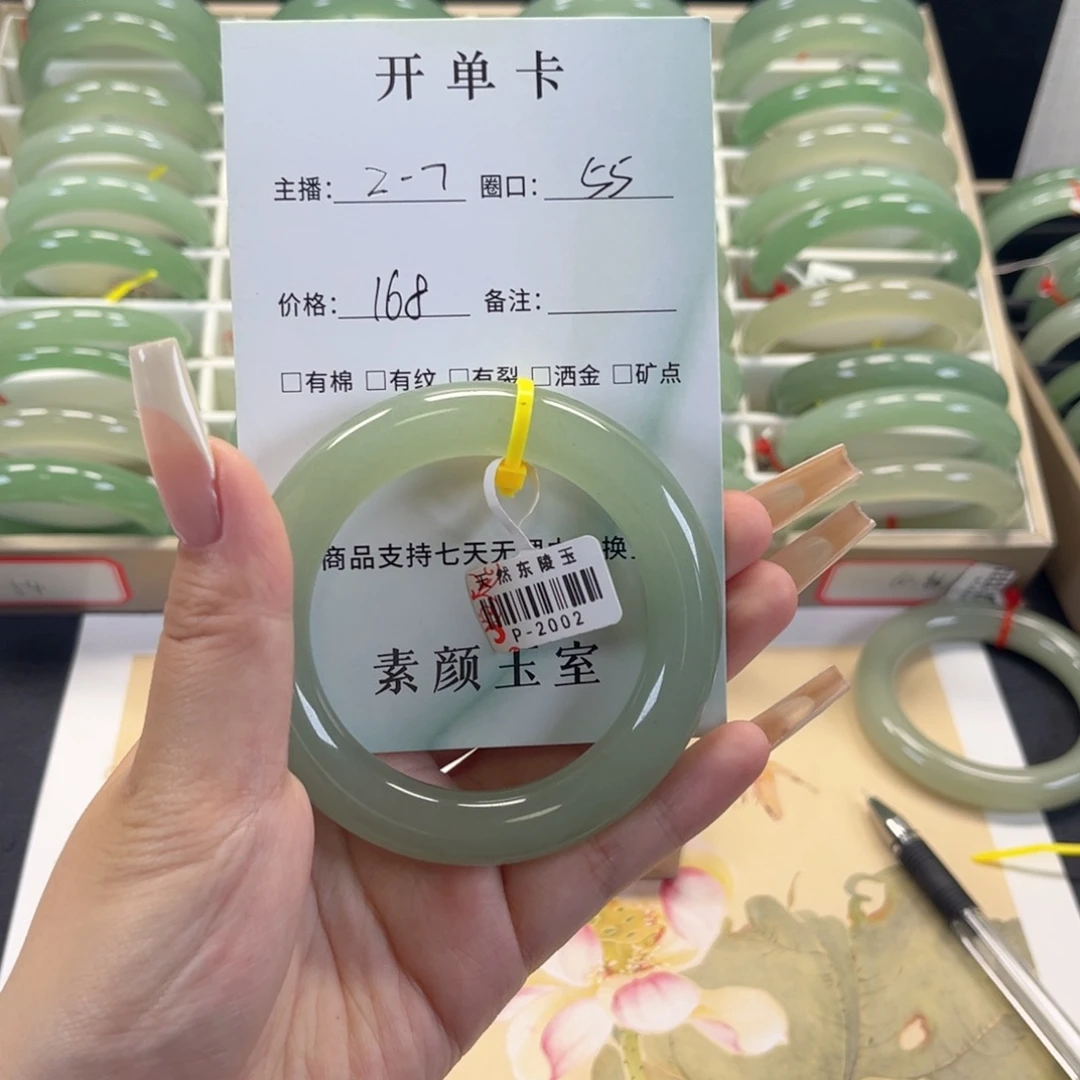 开单卡
主播: 2-7 圈口: 55
价格: 168 备注:
□有棉 □有纹 □有裂 □洒金 □矿点
商品支持七天无 换.
天然东陵玉
P-2002
素颜玉室